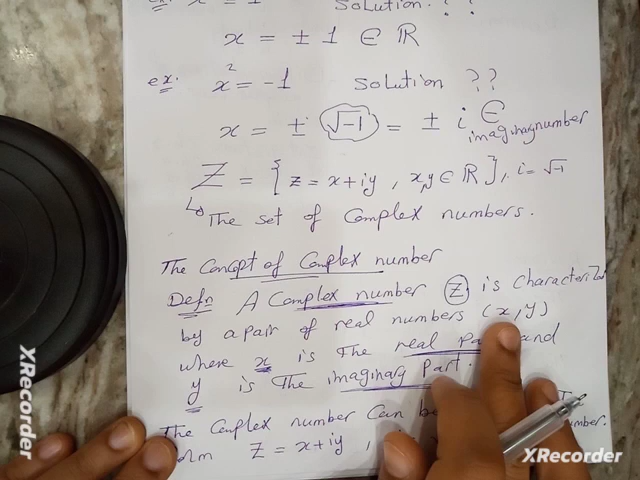 ex. x = 1 Solution. ??
x = ± 1 ∈ ℝ
ex. x² = -1 Solution ??
x = ± √-1 = ± i ∈ imaginary number
Z = { z = x + iy , x,y ∈ ℝ }, i = √-1
↳ The set of Complex numbers.
The Concept of Complex number
Defn A Complex number Z is Characterized
by a pair of real numbers (x,y)
where x is The real and
y is The imaginary part.
The Complex number Can be
Z = x + iy ,
XRecorder
XRecorder